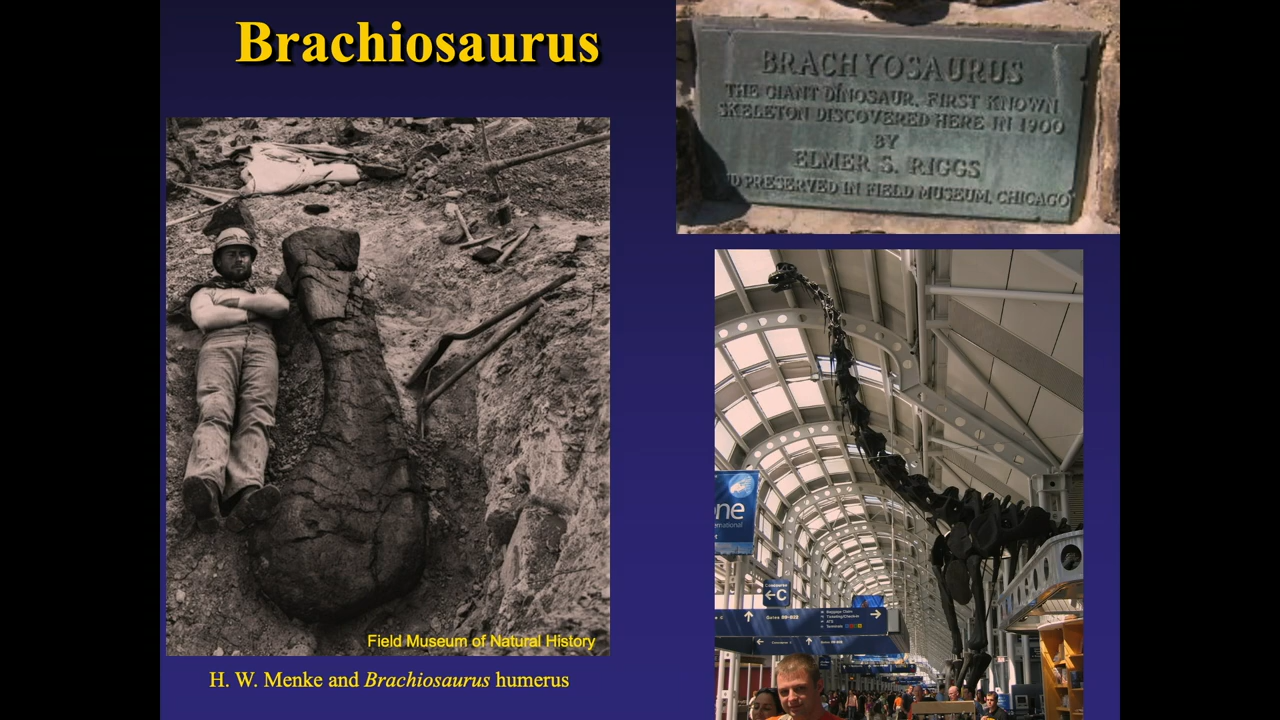 Brachiosaurus
BRACHYOSAURUS
THE GIANT DINOSAUR, FIRST KNOWN
SKELETON DISCOVERED HERE IN 1900
BY
ELMER S. RIGGS
PRESERVED IN FIELD MUSEUM, CHICAGO
Field Museum of Natural History
H. W. Menke and Brachiosaurus humerus
ne
←C
↑
→